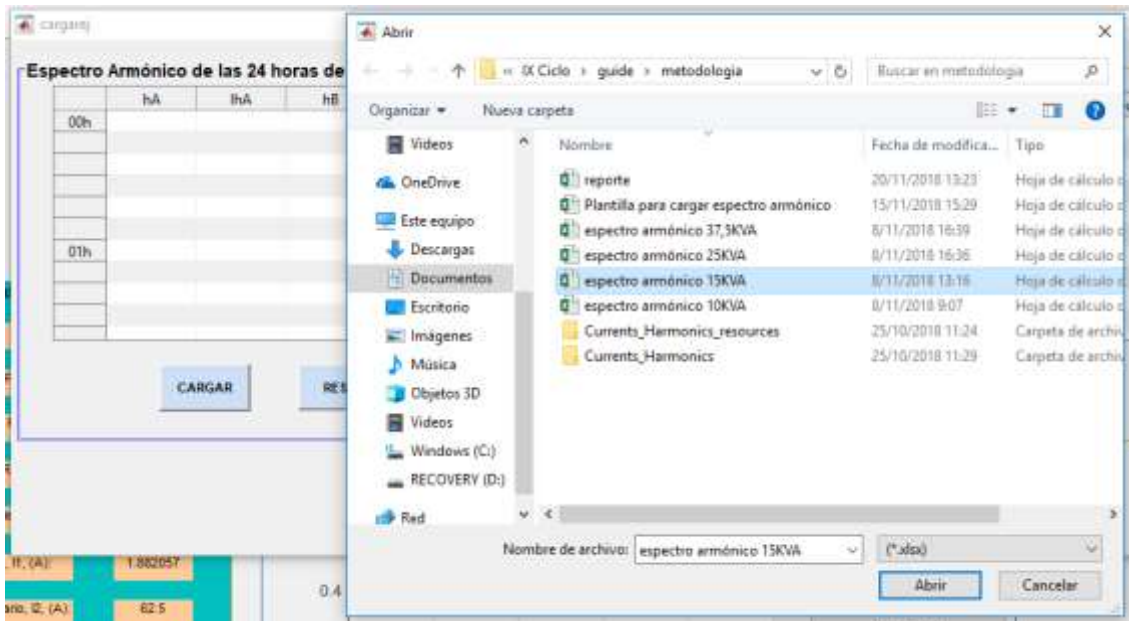 cargarej
Espectro Armónico de las 24 horas de
hA IhA hB
00h
01h
CARGAR
RES
, I1, (A): 1.882057
ario, I2, (A) 62.5
0.4
Abrir
« IX Ciclo › guide › metodologia
Buscar en metodología
Organizar
Nueva carpeta
Videos
OneDrive
Este equipo
Descargas
Documentos
Escritorio
Imágenes
Música
Objetos 3D
Videos
Windows (C:)
RECOVERY (D:)
Red
Nombre Fecha de modifica... Tipo
reporte 20/11/2018 13:23 Hoja de cálculo d
Plantilla para cargar espectro armónico 15/11/2018 15:29 Hoja de cálculo d
espectro armónico 37,5KVA 8/11/2018 16:39 Hoja de cálculo d
espectro armónico 25KVA 8/11/2018 16:36 Hoja de cálculo d
espectro armónico 15KVA 8/11/2018 13:16 Hoja de cálculo d
espectro armónico 10KVA 8/11/2018 9:07 Hoja de cálculo d
Currents_Harmonics_resources 25/10/2018 11:24 Carpeta de archiv
Currents_Harmonics 25/10/2018 11:29 Carpeta de archiv
Nombre de archivo: espectro armónico 15KVA (*.xlsx)
Abrir Cancelar